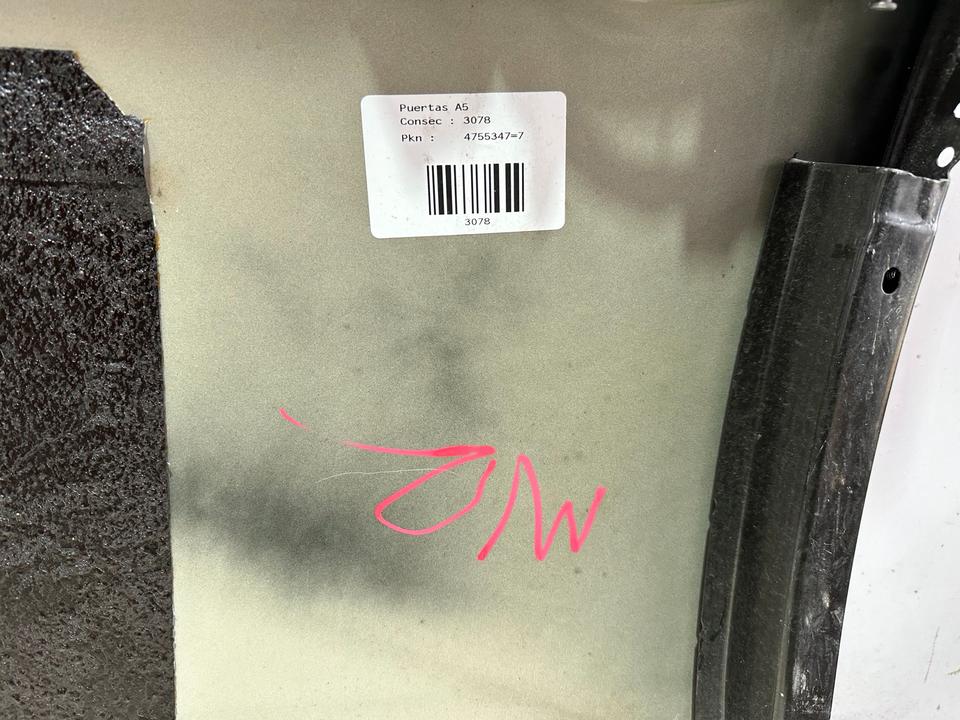 Puertas A5
Consec : 3078
Pkn : 4755347=7
3078